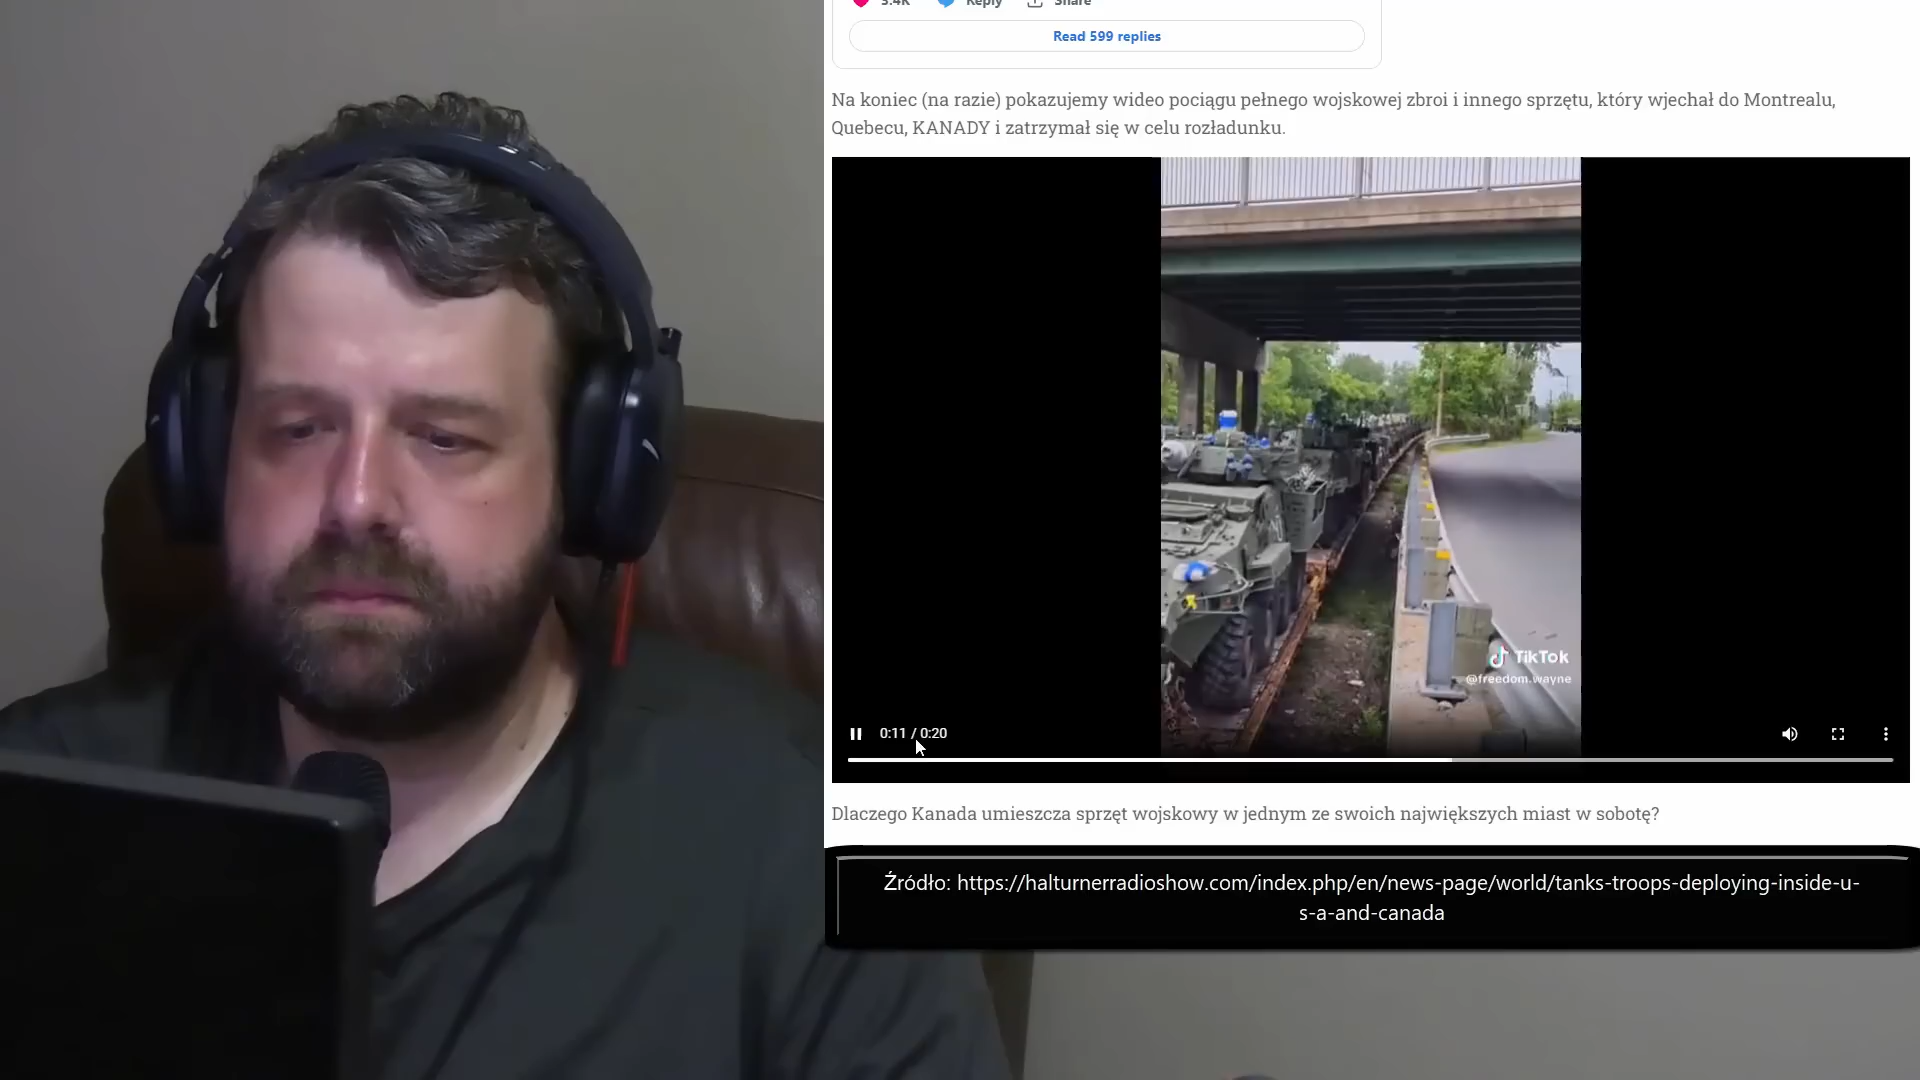 3.4K Reply Share
Read 599 replies
Na koniec (na razie) pokazujemy wideo pociągu pełnego wojskowej zbroi i innego sprzętu, który wjechał do Montrealu,
Quebecu, KANADY i zatrzymał się w celu rozładunku.
TikTok
@freedom.wayne
0:11 / 0:20
Dlaczego Kanada umieszcza sprzęt wojskowy w jednym ze swoich największych miast w sobotę?
Źródło: https://halturnerradioshow.com/index.php/en/news-page/world/tanks-troops-deploying-inside-u-
s-a-and-canada